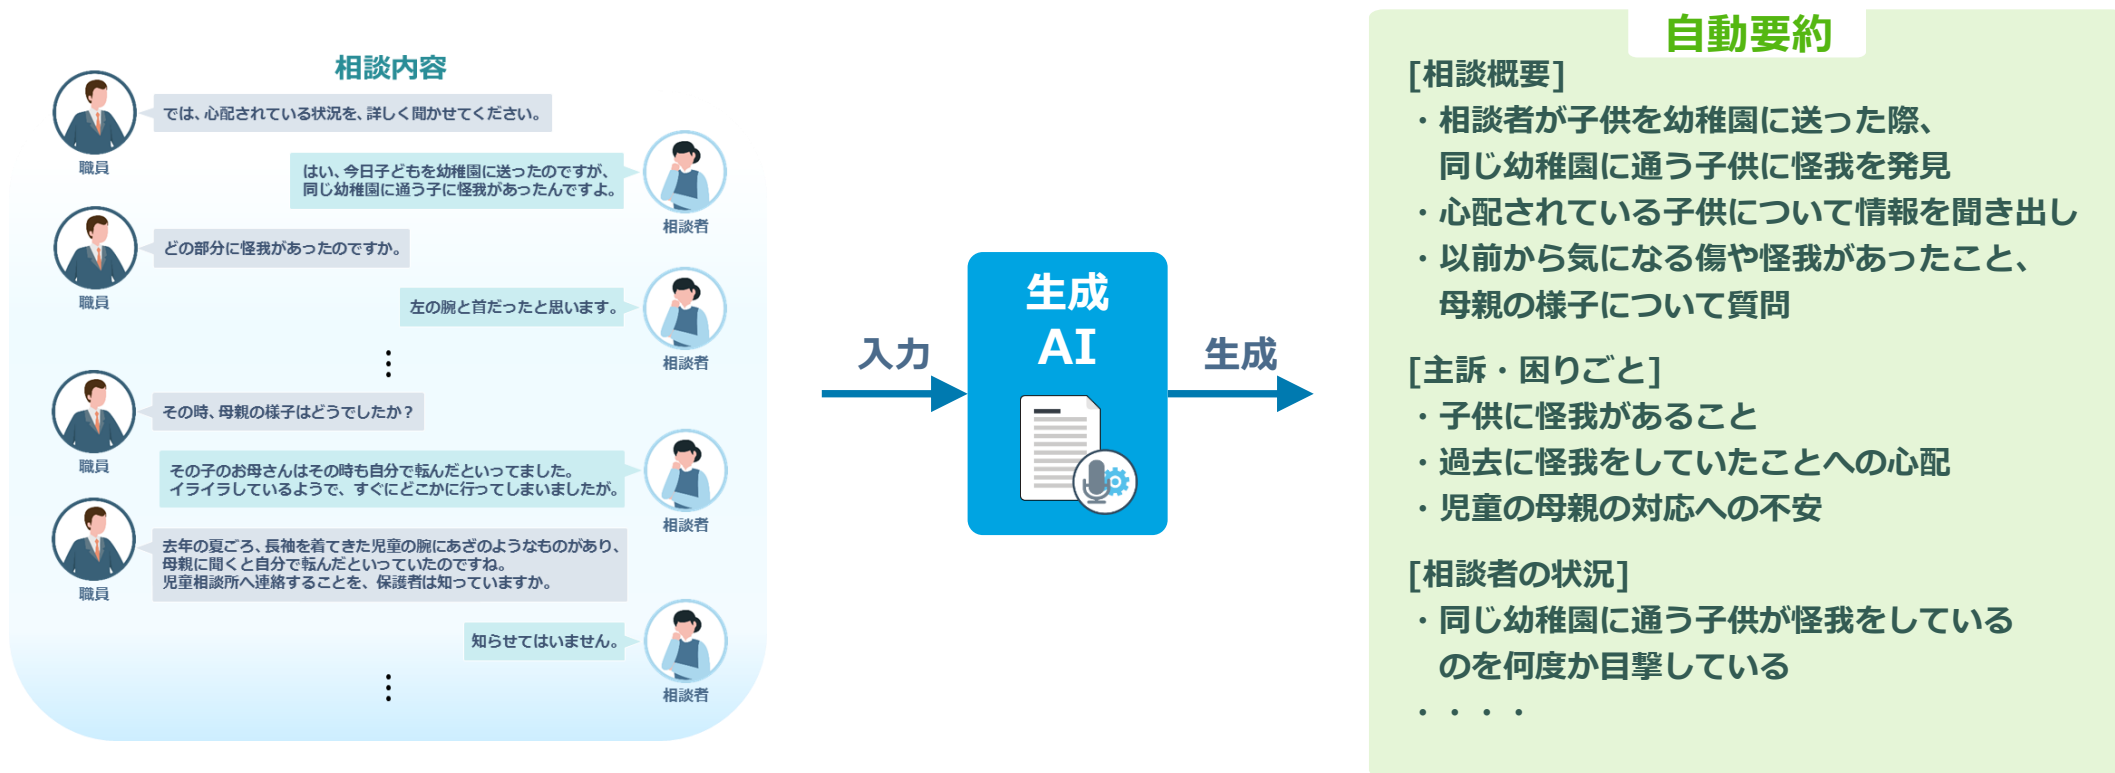 相談内容
では、心配されている状況を、詳しく聞かせてください。
職員
はい、今日子どもを幼稚園に送ったのですが、
同じ幼稚園に通う子に怪我があったんですよ。
相談者
どの部分に怪我があったのですか。
職員
左の腕と首だったと思います。
相談者
その時、母親の様子はどうでしたか？
職員
その子のお母さんはその時も自分で転んだといってました。
イライラしているようで、すぐにどこかに行ってしまいましたが。
相談者
去年の夏ごろ、長袖を着てきた児童の腕にあざのようなものがあり、
母親に聞くと自分で転んだといっていたのですね。
児童相談所へ連絡することを、保護者は知っていますか。
職員
知らせてはいません。
相談者
入力
生成
AI
生成
自動要約
[相談概要]
・相談者が子供を幼稚園に送った際、
同じ幼稚園に通う子供に怪我を発見
・心配されている子供について情報を聞き出し
・以前から気になる傷や怪我があったこと、
母親の様子について質問
[主訴・困りごと]
・子供に怪我があること
・過去に怪我をしていたことへの心配
・児童の母親の対応への不安
[相談者の状況]
・同じ幼稚園に通う子供が怪我をしている
のを何度か目撃している
・・・・